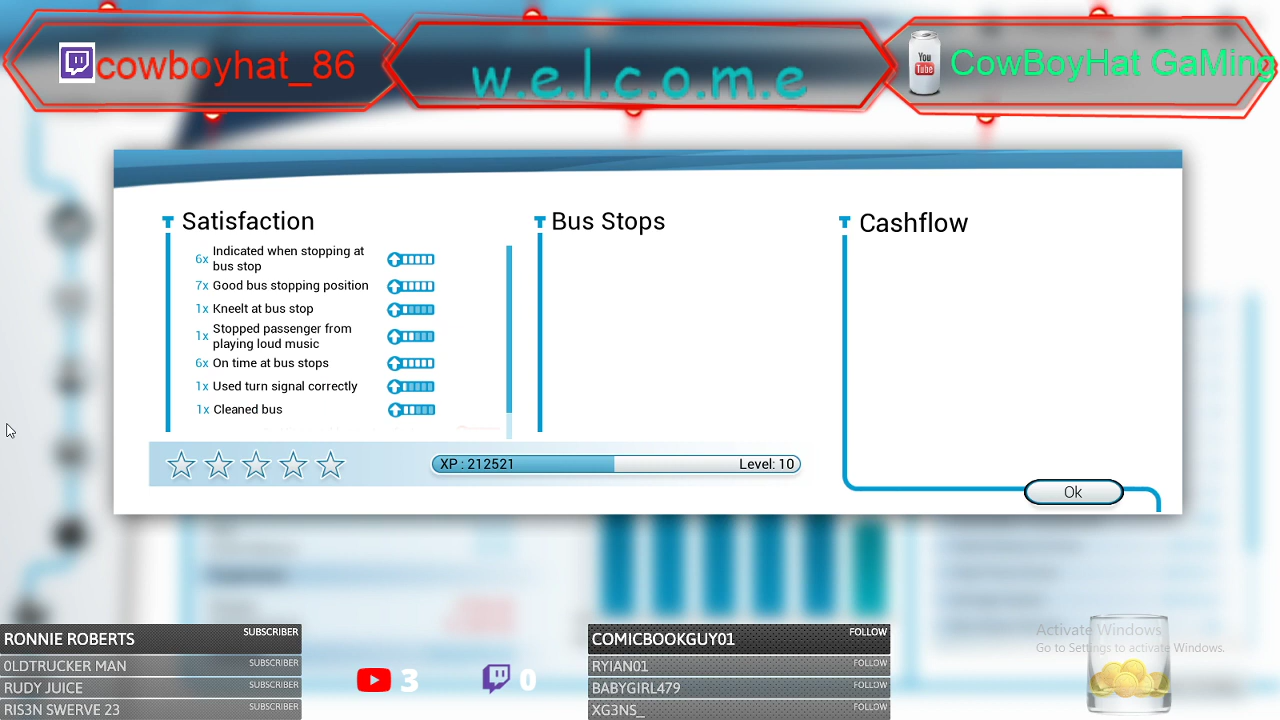 cowboyhat_86
w.e.l.c.o.m.e
You
Tube
CowBoyHat GaMing
Satisfaction
6x Indicated when stopping at
bus stop
7x Good bus stopping position
1x Kneelt at bus stop
1x Stopped passenger from
playing loud music
6x On time at bus stops
1x Used turn signal correctly
1x Cleaned bus
Bus Stops
Cashflow
XP : 212521
Level: 10
Ok
RONNIE ROBERTS SUBSCRIBER
0LDTRUCKER MAN SUBSCRIBER
RUDY JUICE SUBSCRIBER
RIS3N SWERVE 23 SUBSCRIBER
3
0
COMICBOOKGUY01 FOLLOW
RYIAN01 FOLLOW
BABYGIRL479 FOLLOW
XG3NS_ FOLLOW
Activate Windows
Go to Settings to activate Windows.